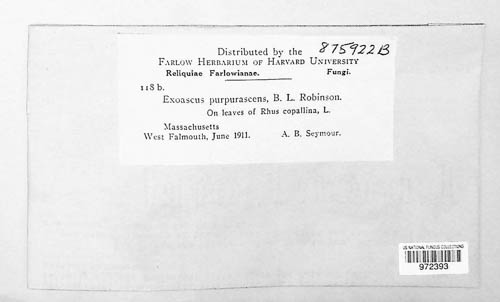 Distributed by the 875922B
FARLOW HERBARIUM OF HARVARD UNIVERSITY
Reliquiae Farlowianae. Fungi.
118 b.
Exoascus purpurascens, B. L. Robinson.
On leaves of Rhus copallina, L.
Massachusetts
West Falmouth, June 1911. A. B. Seymour.
US NATIONAL FUNGUS COLLECTIONS
972393